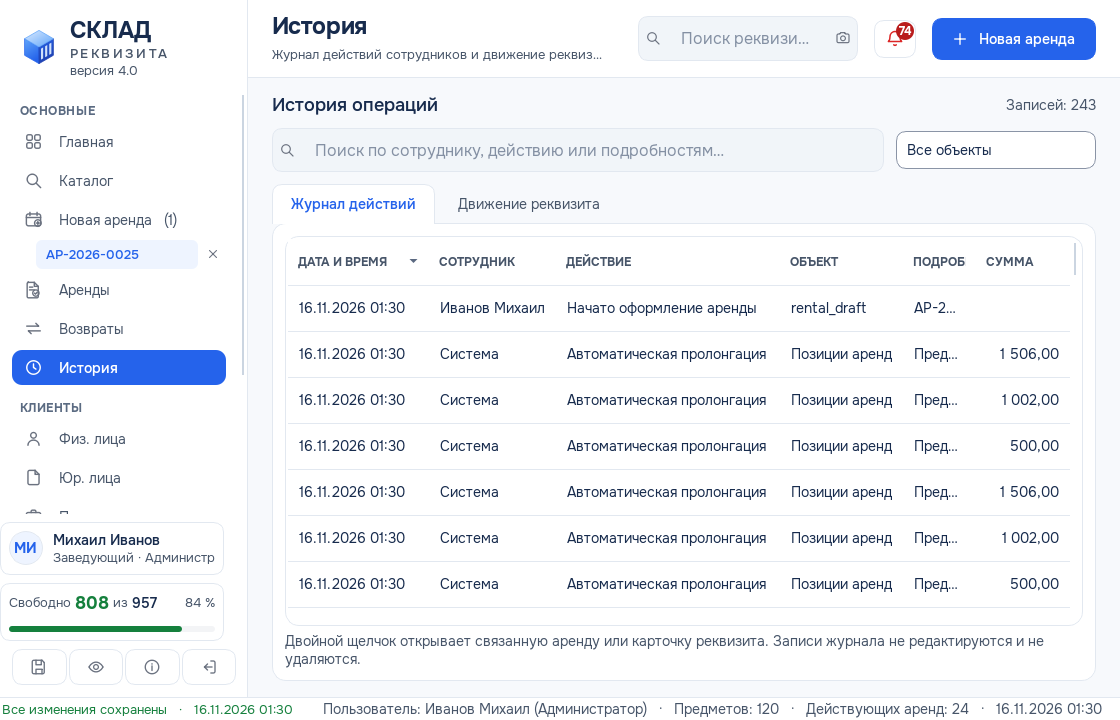 СКЛАД
РЕКВИЗИТА
версия 4.0
ОСНОВНЫЕ
Главная
Каталог
Новая аренда (1)
АР-2026-0025
Аренды
Возвраты
История
КЛИЕНТЫ
Физ. лица
Юр. лица
МИ
Михаил Иванов
Заведующий · Администр
Свободно 808 из 957 84 %
История
Журнал действий сотрудников и движение реквиз...
Поиск реквизи...
74
Новая аренда
История операций
Записей: 243
Поиск по сотруднику, действию или подробностям...
Все объекты
Журнал действий
Движение реквизита
ДАТА И ВРЕМЯ СОТРУДНИК ДЕЙСТВИЕ ОБЪЕКТ ПОДРОБ СУММА
16.11.2026 01:30 Иванов Михаил Начато оформление аренды rental_draft АР-2...
16.11.2026 01:30 Система Автоматическая пролонгация Позиции аренд Пред... 1 506,00
16.11.2026 01:30 Система Автоматическая пролонгация Позиции аренд Пред... 1 002,00
16.11.2026 01:30 Система Автоматическая пролонгация Позиции аренд Пред... 500,00
16.11.2026 01:30 Система Автоматическая пролонгация Позиции аренд Пред... 1 506,00
16.11.2026 01:30 Система Автоматическая пролонгация Позиции аренд Пред... 1 002,00
16.11.2026 01:30 Система Автоматическая пролонгация Позиции аренд Пред... 500,00
Двойной щелчок открывает связанную аренду или карточку реквизита. Записи журнала не редактируются и не
удаляются.
Все изменения сохранены · 16.11.2026 01:30 Пользователь: Иванов Михаил (Администратор) · Предметов: 120 · Действующих аренд: 24 · 16.11.2026 01:30